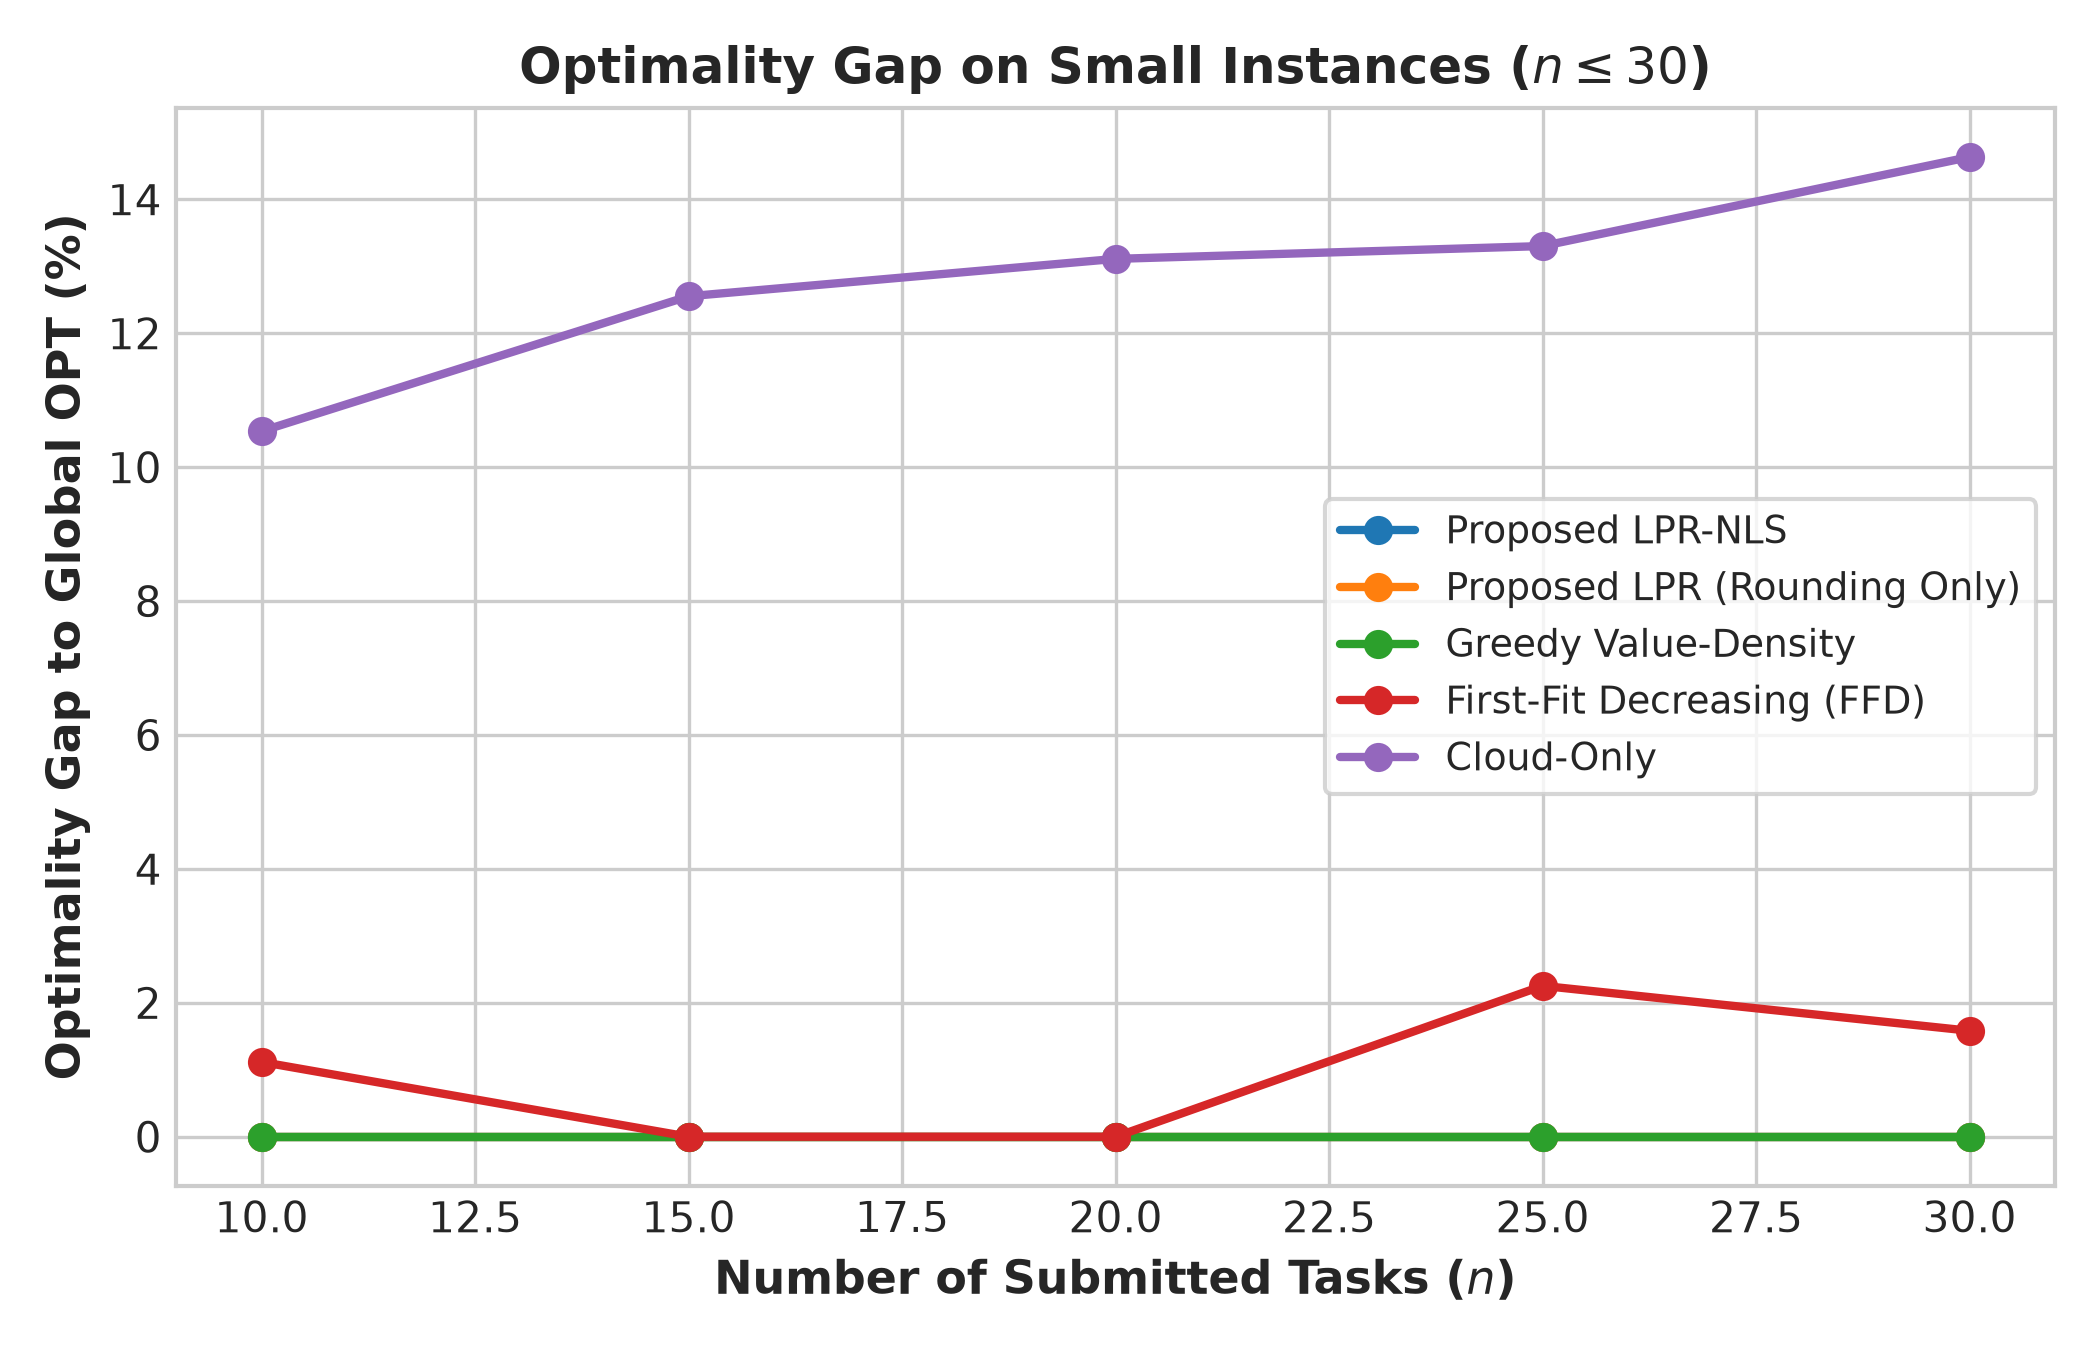 Optimality Gap on Small Instances (n ≤ 30)
Optimality Gap to Global OPT (%)
14
12
10
8
6
4
2
0
Proposed LPR-NLS
Proposed LPR (Rounding Only)
Greedy Value-Density
First-Fit Decreasing (FFD)
Cloud-Only
10.0 12.5 15.0 17.5 20.0 22.5 25.0 27.5 30.0
Number of Submitted Tasks (n)